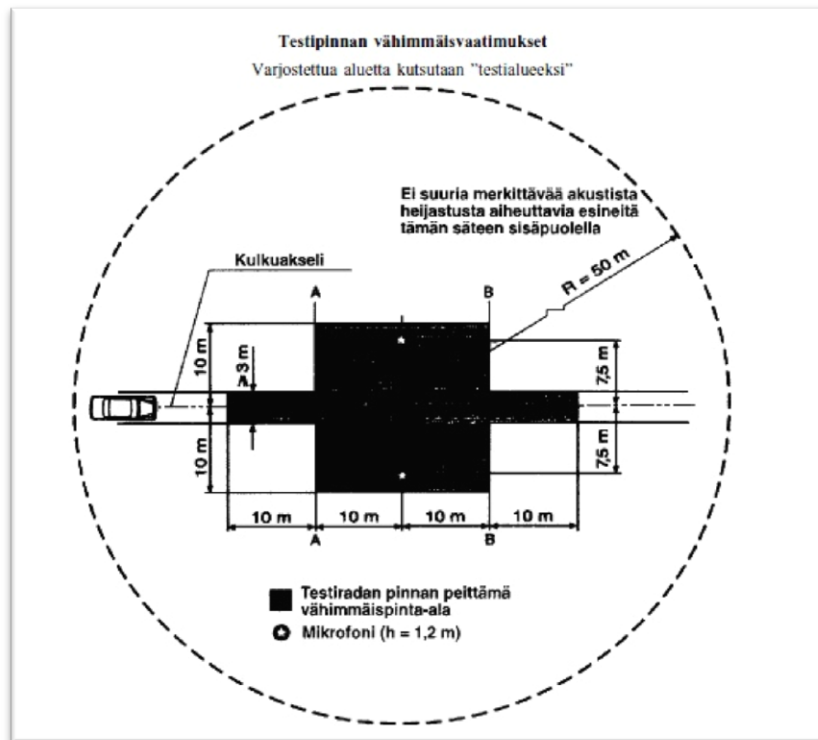 Testipinnan vähimmäisvaatimukset
Varjostettua aluetta kutsutaan ”testialueeksi”
Ei suuria merkittävää akustista
heijastusta aiheuttavia esineitä
tämän säteen sisäpuolella
Kulkuakseli
R = 50 m
A
B
10 m
≥ 3 m
7,5 m
10 m
7,5 m
10 m
10 m
10 m
10 m
A
B
Testiradan pinnan peittämä
vähimmäispinta-ala
Mikrofoni (h = 1,2 m)